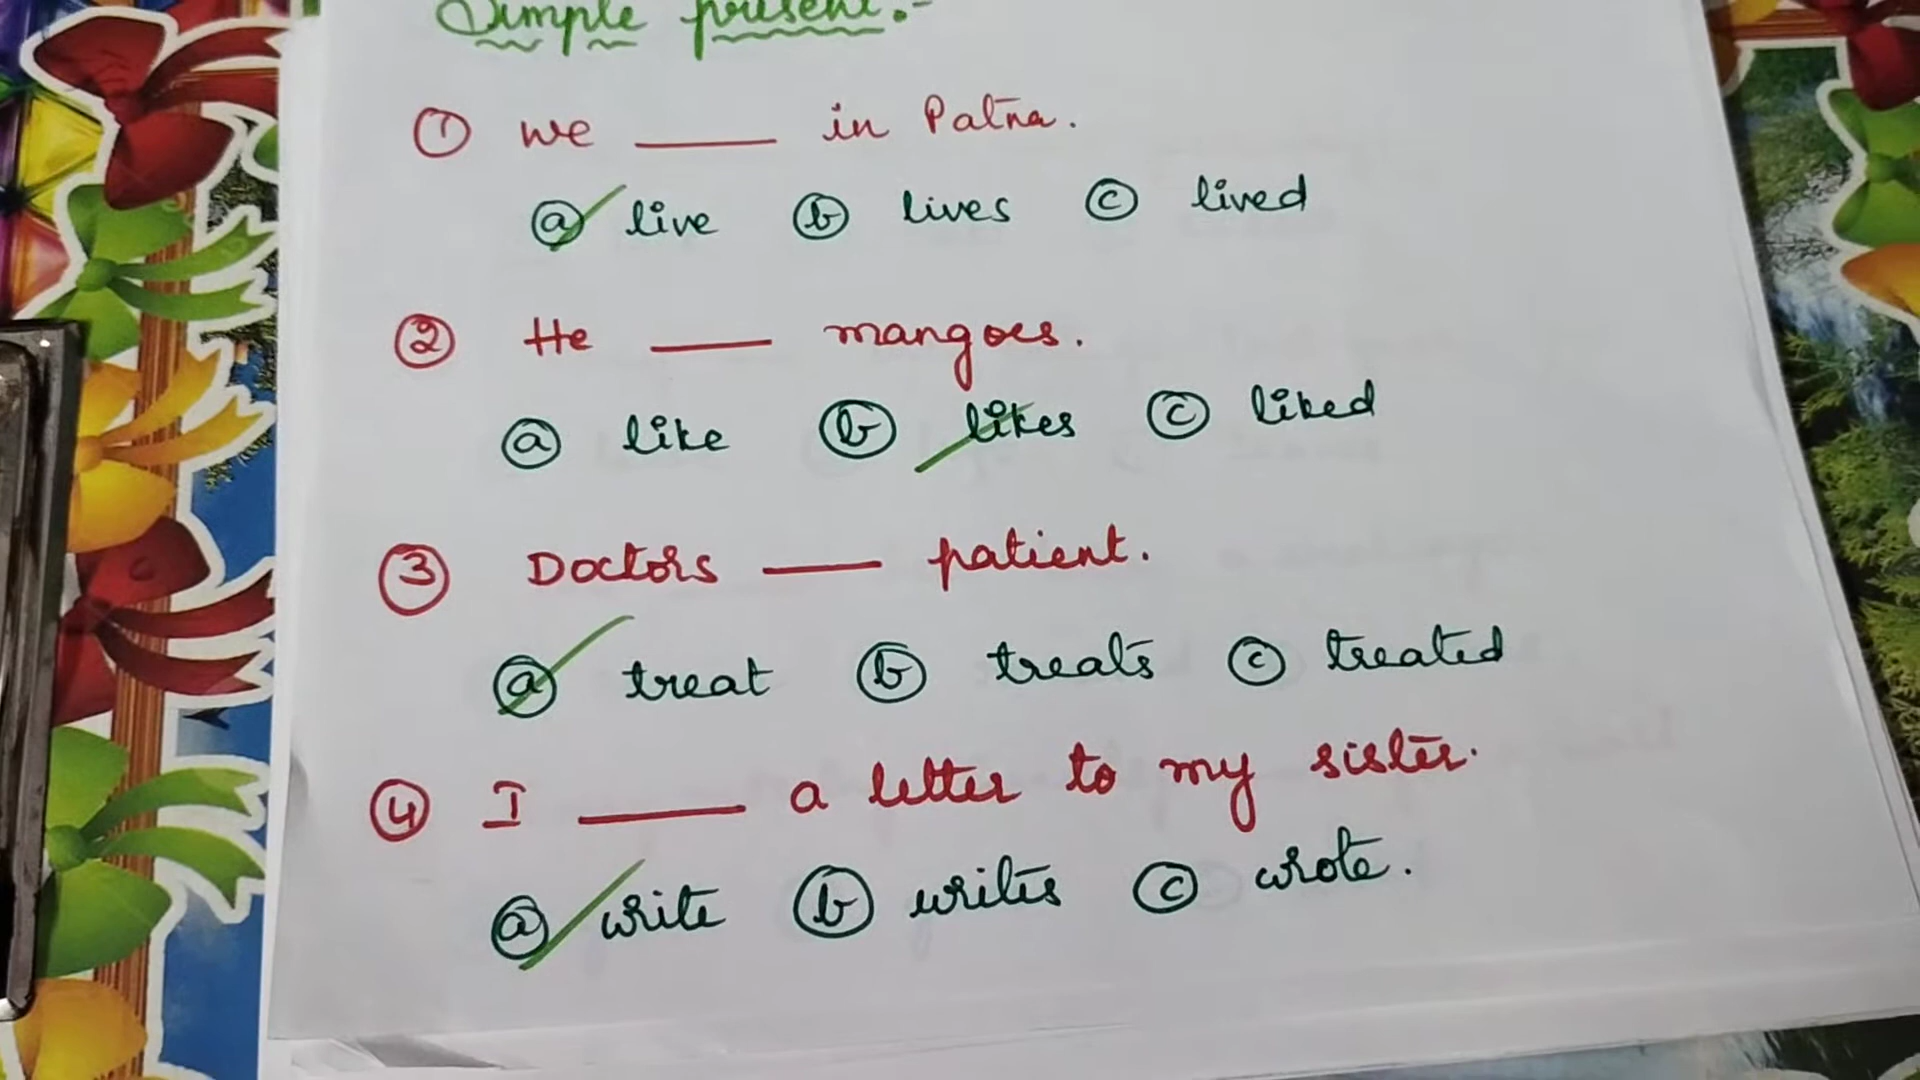 Simple present:-
① We ____ in Patna.
ⓐ live ⓑ lives ⓒ lived
② He ____ mangoes.
ⓐ like ⓑ likes ⓒ liked
③ Doctors ____ patient.
ⓐ treat ⓑ treats ⓒ treated
④ I ____ a letter to my sister.
ⓐ write ⓑ writes ⓒ wrote.